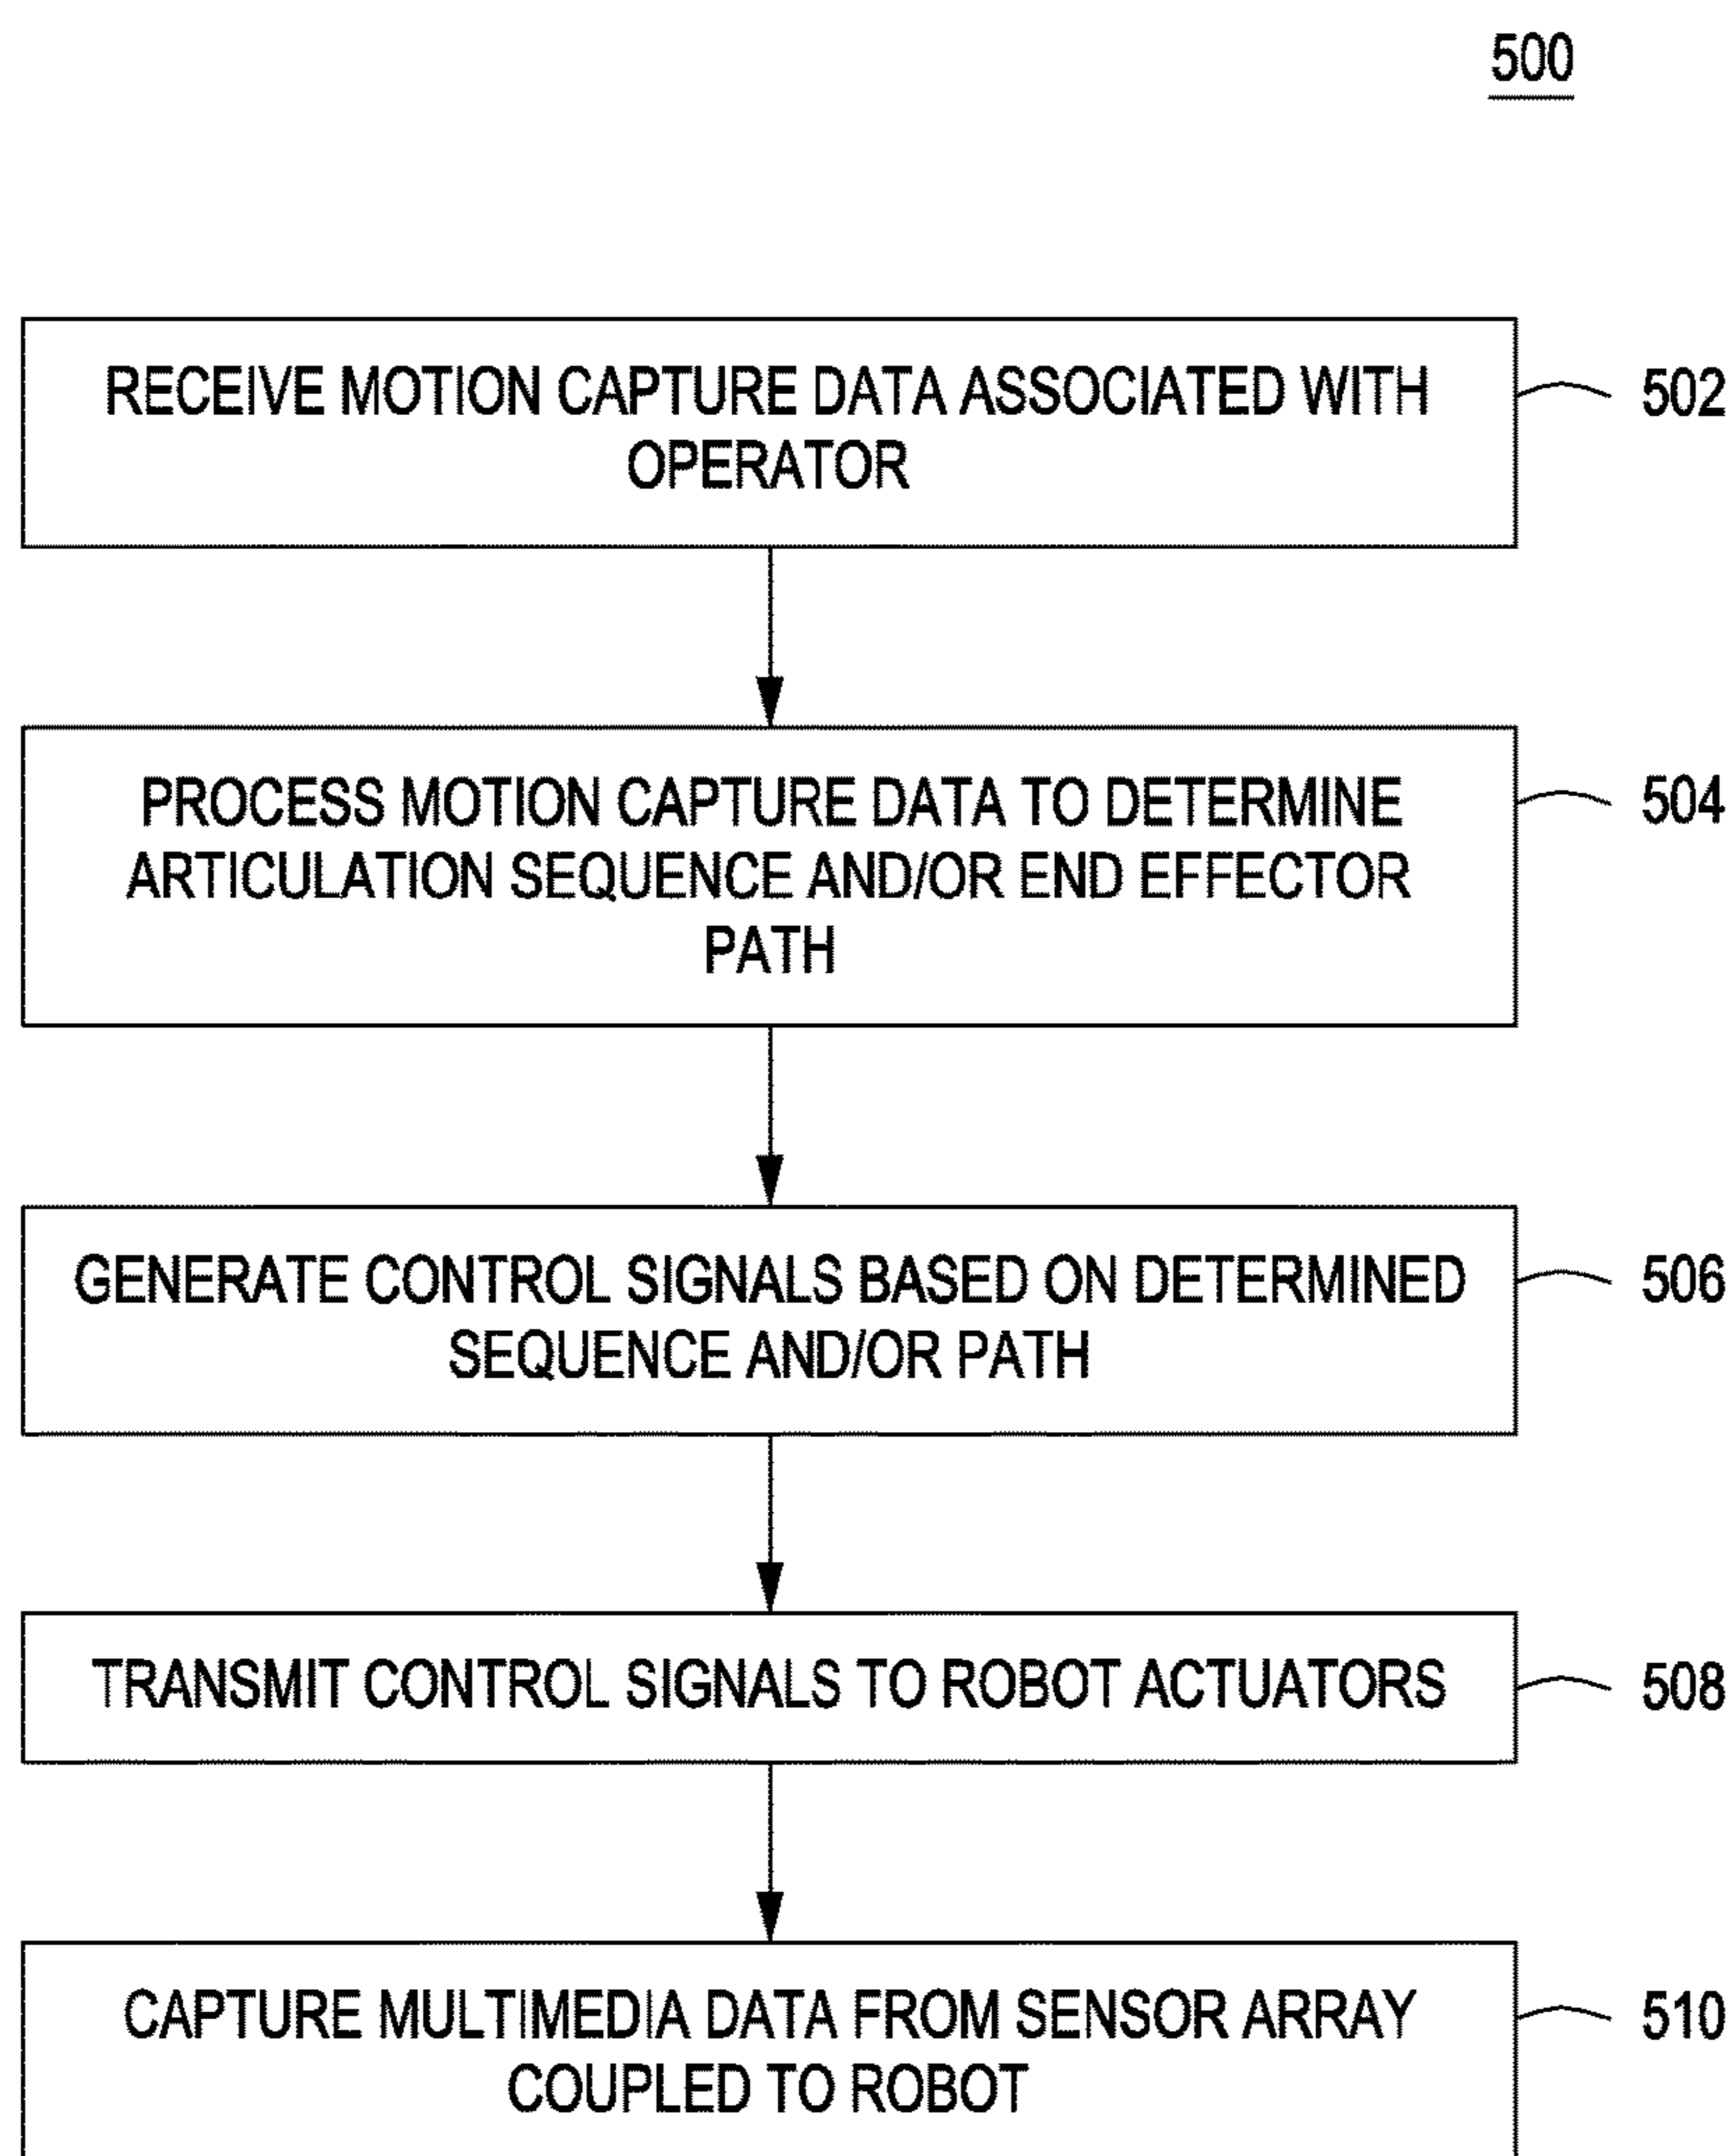 500
RECEIVE MOTION CAPTURE DATA ASSOCIATED WITH
OPERATOR
502
PROCESS MOTION CAPTURE DATA TO DETERMINE
ARTICULATION SEQUENCE AND/OR END EFFECTOR
PATH
504
GENERATE CONTROL SIGNALS BASED ON DETERMINED
SEQUENCE AND/OR PATH
506
TRANSMIT CONTROL SIGNALS TO ROBOT ACTUATORS
508
CAPTURE MULTIMEDIA DATA FROM SENSOR ARRAY
COUPLED TO ROBOT
510